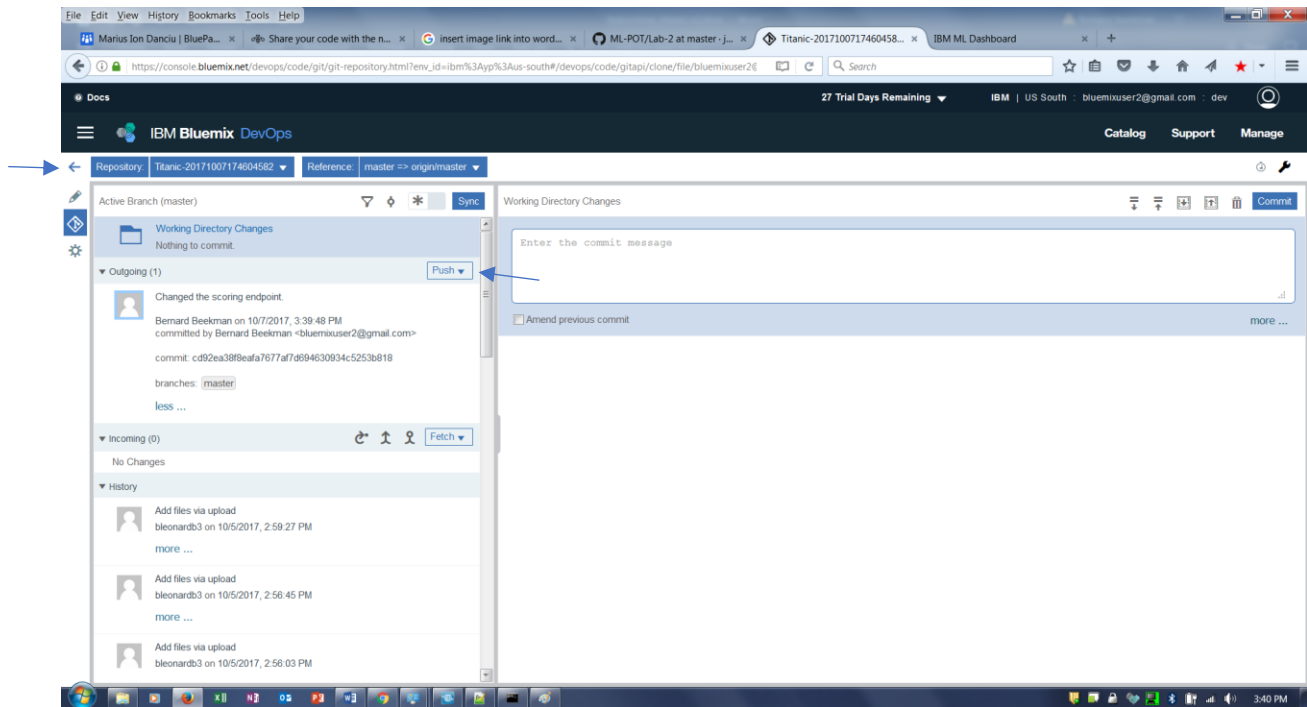 File Edit View History Bookmarks Tools Help
Marius Ion Danciu | BluePa... × Share your code with the n... × insert image link into word... × ML-POT/Lab-2 at master · j... × Titanic-2017100717460458... × IBM ML Dashboard × +
https://console.bluemix.net/devops/code/git/git-repository.html?env_id=ibm%3Ayp%3Aus-south#/devops/code/gitapi/clone/file/bluemixuser2( Search
Docs 27 Trial Days Remaining IBM | US South : bluemixuser2@gmail.com : dev
IBM Bluemix DevOps Catalog Support Manage
Repository: Titanic-20171007174604582 Reference: master => origin/master
Active Branch (master) Sync Working Directory Changes Commit
Working Directory Changes
Nothing to commit.
Enter the commit message
Outgoing (1) Push
Changed the scoring endpoint.
Bernard Beekman on 10/7/2017, 3:39:48 PM
committed by Bernard Beekman <bluemixuser2@gmail.com>
Amend previous commit more ...
commit: cd92ea38f8eafa7677af7d694630934c5253b818
branches: master
less ...
Incoming (0) Fetch
No Changes
History
Add files via upload
bleonardb3 on 10/5/2017, 2:59:27 PM
more ...
Add files via upload
bleonardb3 on 10/5/2017, 2:56:45 PM
more ...
Add files via upload
bleonardb3 on 10/5/2017, 2:56:03 PM
3:40 PM